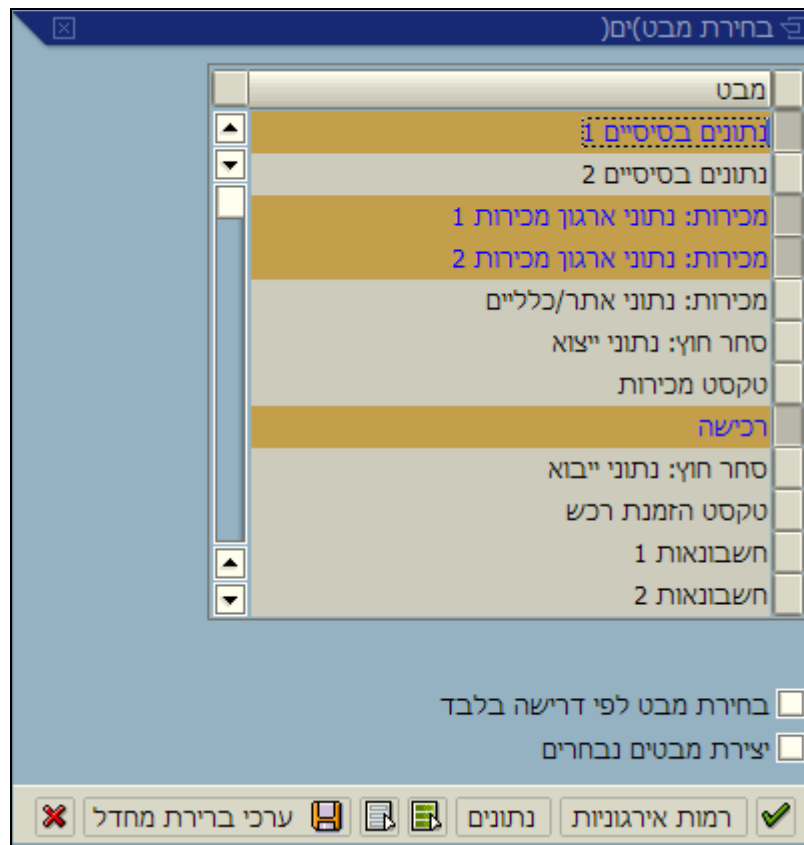 בחירת מבט)ים(
מבט
נתונים בסיסיים 1
נתונים בסיסיים 2
מכירות: נתוני ארגון מכירות 1
מכירות: נתוני ארגון מכירות 2
מכירות: נתוני אתר/כלליים
סחר חוץ: נתוני ייצוא
טקסט מכירות
רכישה
סחר חוץ: נתוני ייבוא
טקסט הזמנת רכש
חשבונאות 1
חשבונאות 2
בחירת מבט לפי דרישה בלבד
יצירת מבטים נבחרים
רמות אירגוניות נתונים ערכי ברירת מחדל